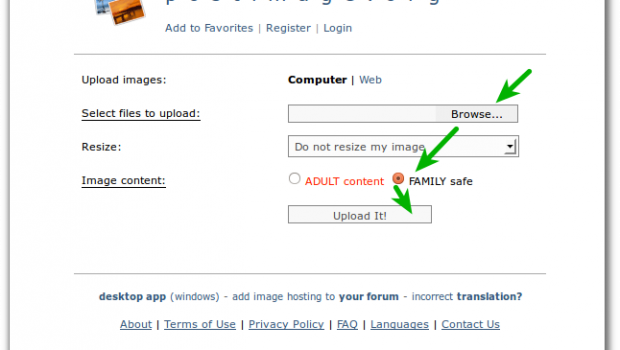 Add to Favorites | Register | Login
Upload images: Computer | Web
Select files to upload: Browse...
Resize: Do not resize my image
Image content: ADULT content FAMILY safe
Upload It!
desktop app (windows) - add image hosting to your forum - incorrect translation?
About | Terms of Use | Privacy Policy | FAQ | Languages | Contact Us